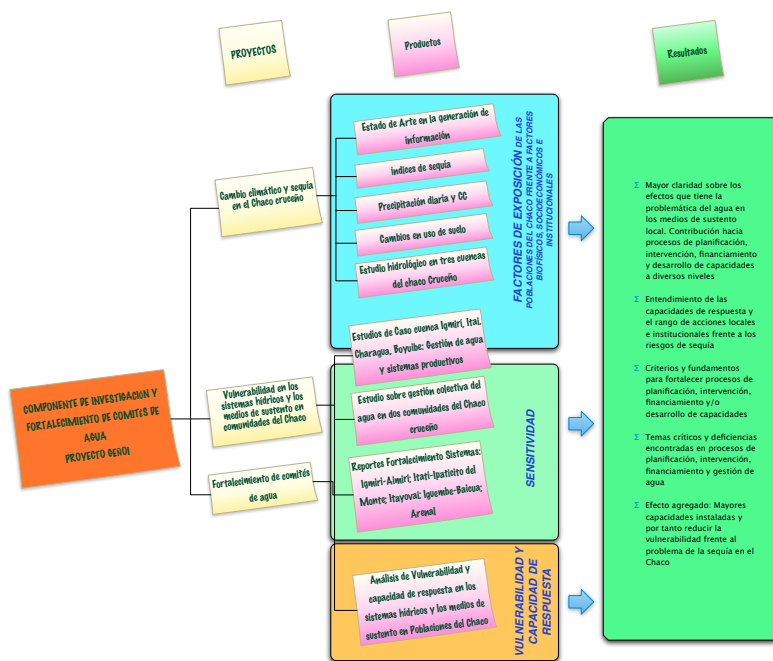 PROYECTOS
Productos
Resultados
COMPONENTE DE INVESTIGACION Y
FORTALECIMIENTO DE COMITÉS DE
AGUA
PROYECTO GEROI
Cambio climático y sequía
en el Chaco cruceño
Vulnerabilidad en los
sistemas hídricos y los
medios de sustento en
comunidades del Chaco
Fortalecimiento de comités
de agua
Estado de Arte en la generación de
información
índices de sequía
Precipitación diaria y CC
Cambios en uso de suelo
Estudio hidrológico en tres cuencas
del chaco Cruceño
FACTORES DE EXPOSICIÓN DE LAS
POBLACIONES DEL CHACO FRENTE A FACTORES
BIOFÍSICOS, SOCIOECONÓMICOS E
INSTITUCIONALES
Estudios de Caso cuenca Igmiri, Itai,
Charagua, Boyuibe: Gestión de agua
y sistemas productivos
Estudio sobre gestión colectiva del
agua en dos comunidades del Chaco
cruceño
Reportes Fortalecimiento Sistemas:
Igmiri-Aimiri; Itati-Ipaticito del
Monte; Itayovai; Iguembe-Baicua;
Arenal
SENSITIVIDAD
Análisis de Vulnerabilidad y
capacidad de respuesta en los
sistemas hídricos y los medios de
sustento en Poblaciones del Chaco
VULNERABILIDAD Y
CAPACIDAD DE
RESPUESTA
Σ Mayor claridad sobre los
efectos que tiene la
problemática del agua en
los medios de sustento
local. Contribución hacia
procesos de planificación,
intervención, financiamiento
y desarrollo de capacidades
a diversos niveles
Σ Entendimiento de las
capacidades de respuesta y
el rango de acciones locales
e institucionales frente a los
riesgos de sequía
Σ Criterios y fundamentos
para fortalecer procesos de
planificación, intervención,
financiamiento y/o
desarrollo de capacidades
Σ Temas críticos y deficiencias
encontradas en procesos de
planificación, intervención,
financiamiento y gestión de
agua
Σ Efecto agregado: Mayores
capacidades instaladas y
por tanto reducir la
vulnerabilidad frente al
problema de la sequía en el
Chaco